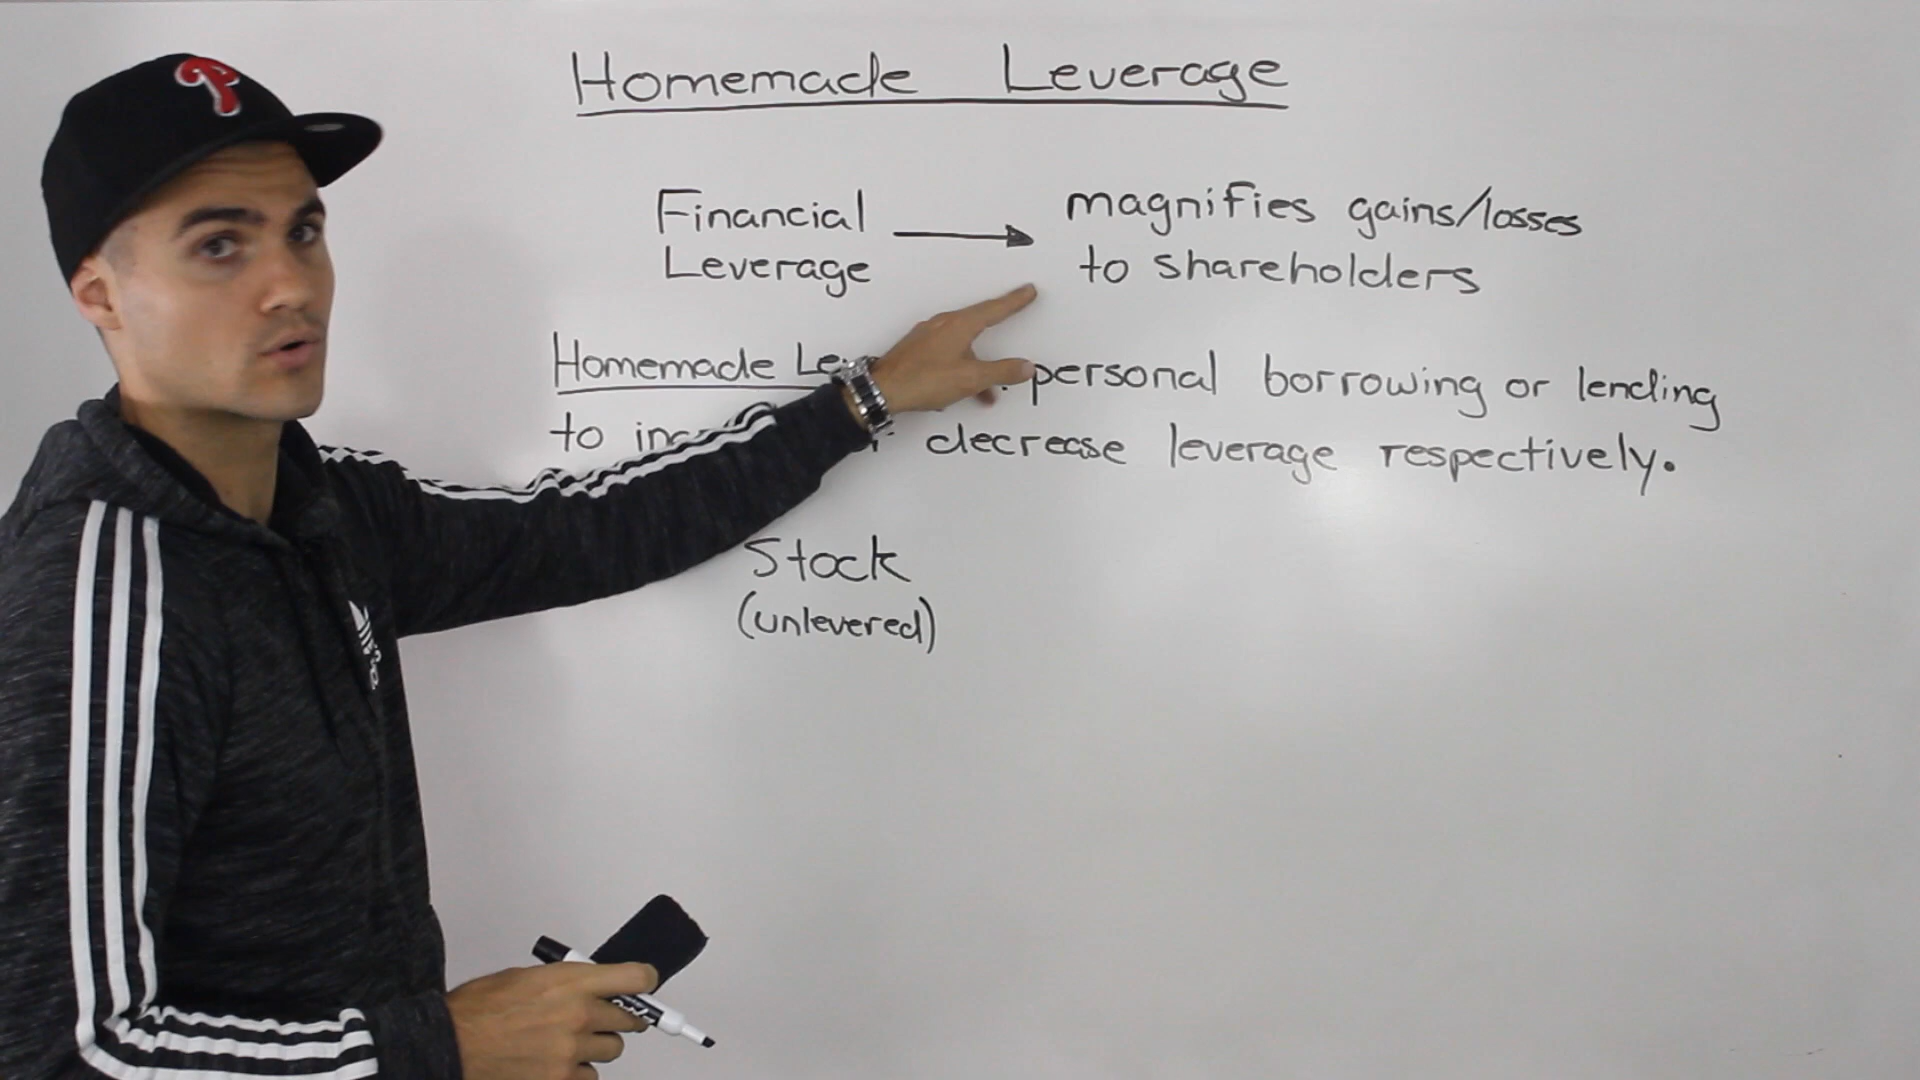 Homemade Leverage
Financial
Leverage
magnifies gains/losses
to shareholders
Homemade personal borrowing or lending
to decrease leverage respectively.
Stock
(unlevered)
P